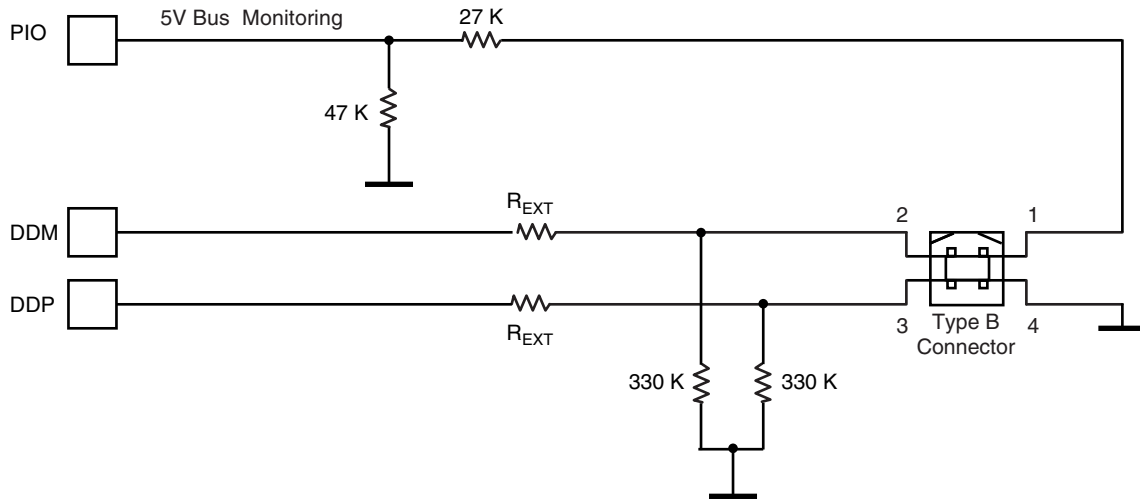 PIO
5V Bus Monitoring
27 K
47 K
R_EXT
DDM
2
1
DDP
R_EXT
3
Type B
Connector
4
330 K
330 K